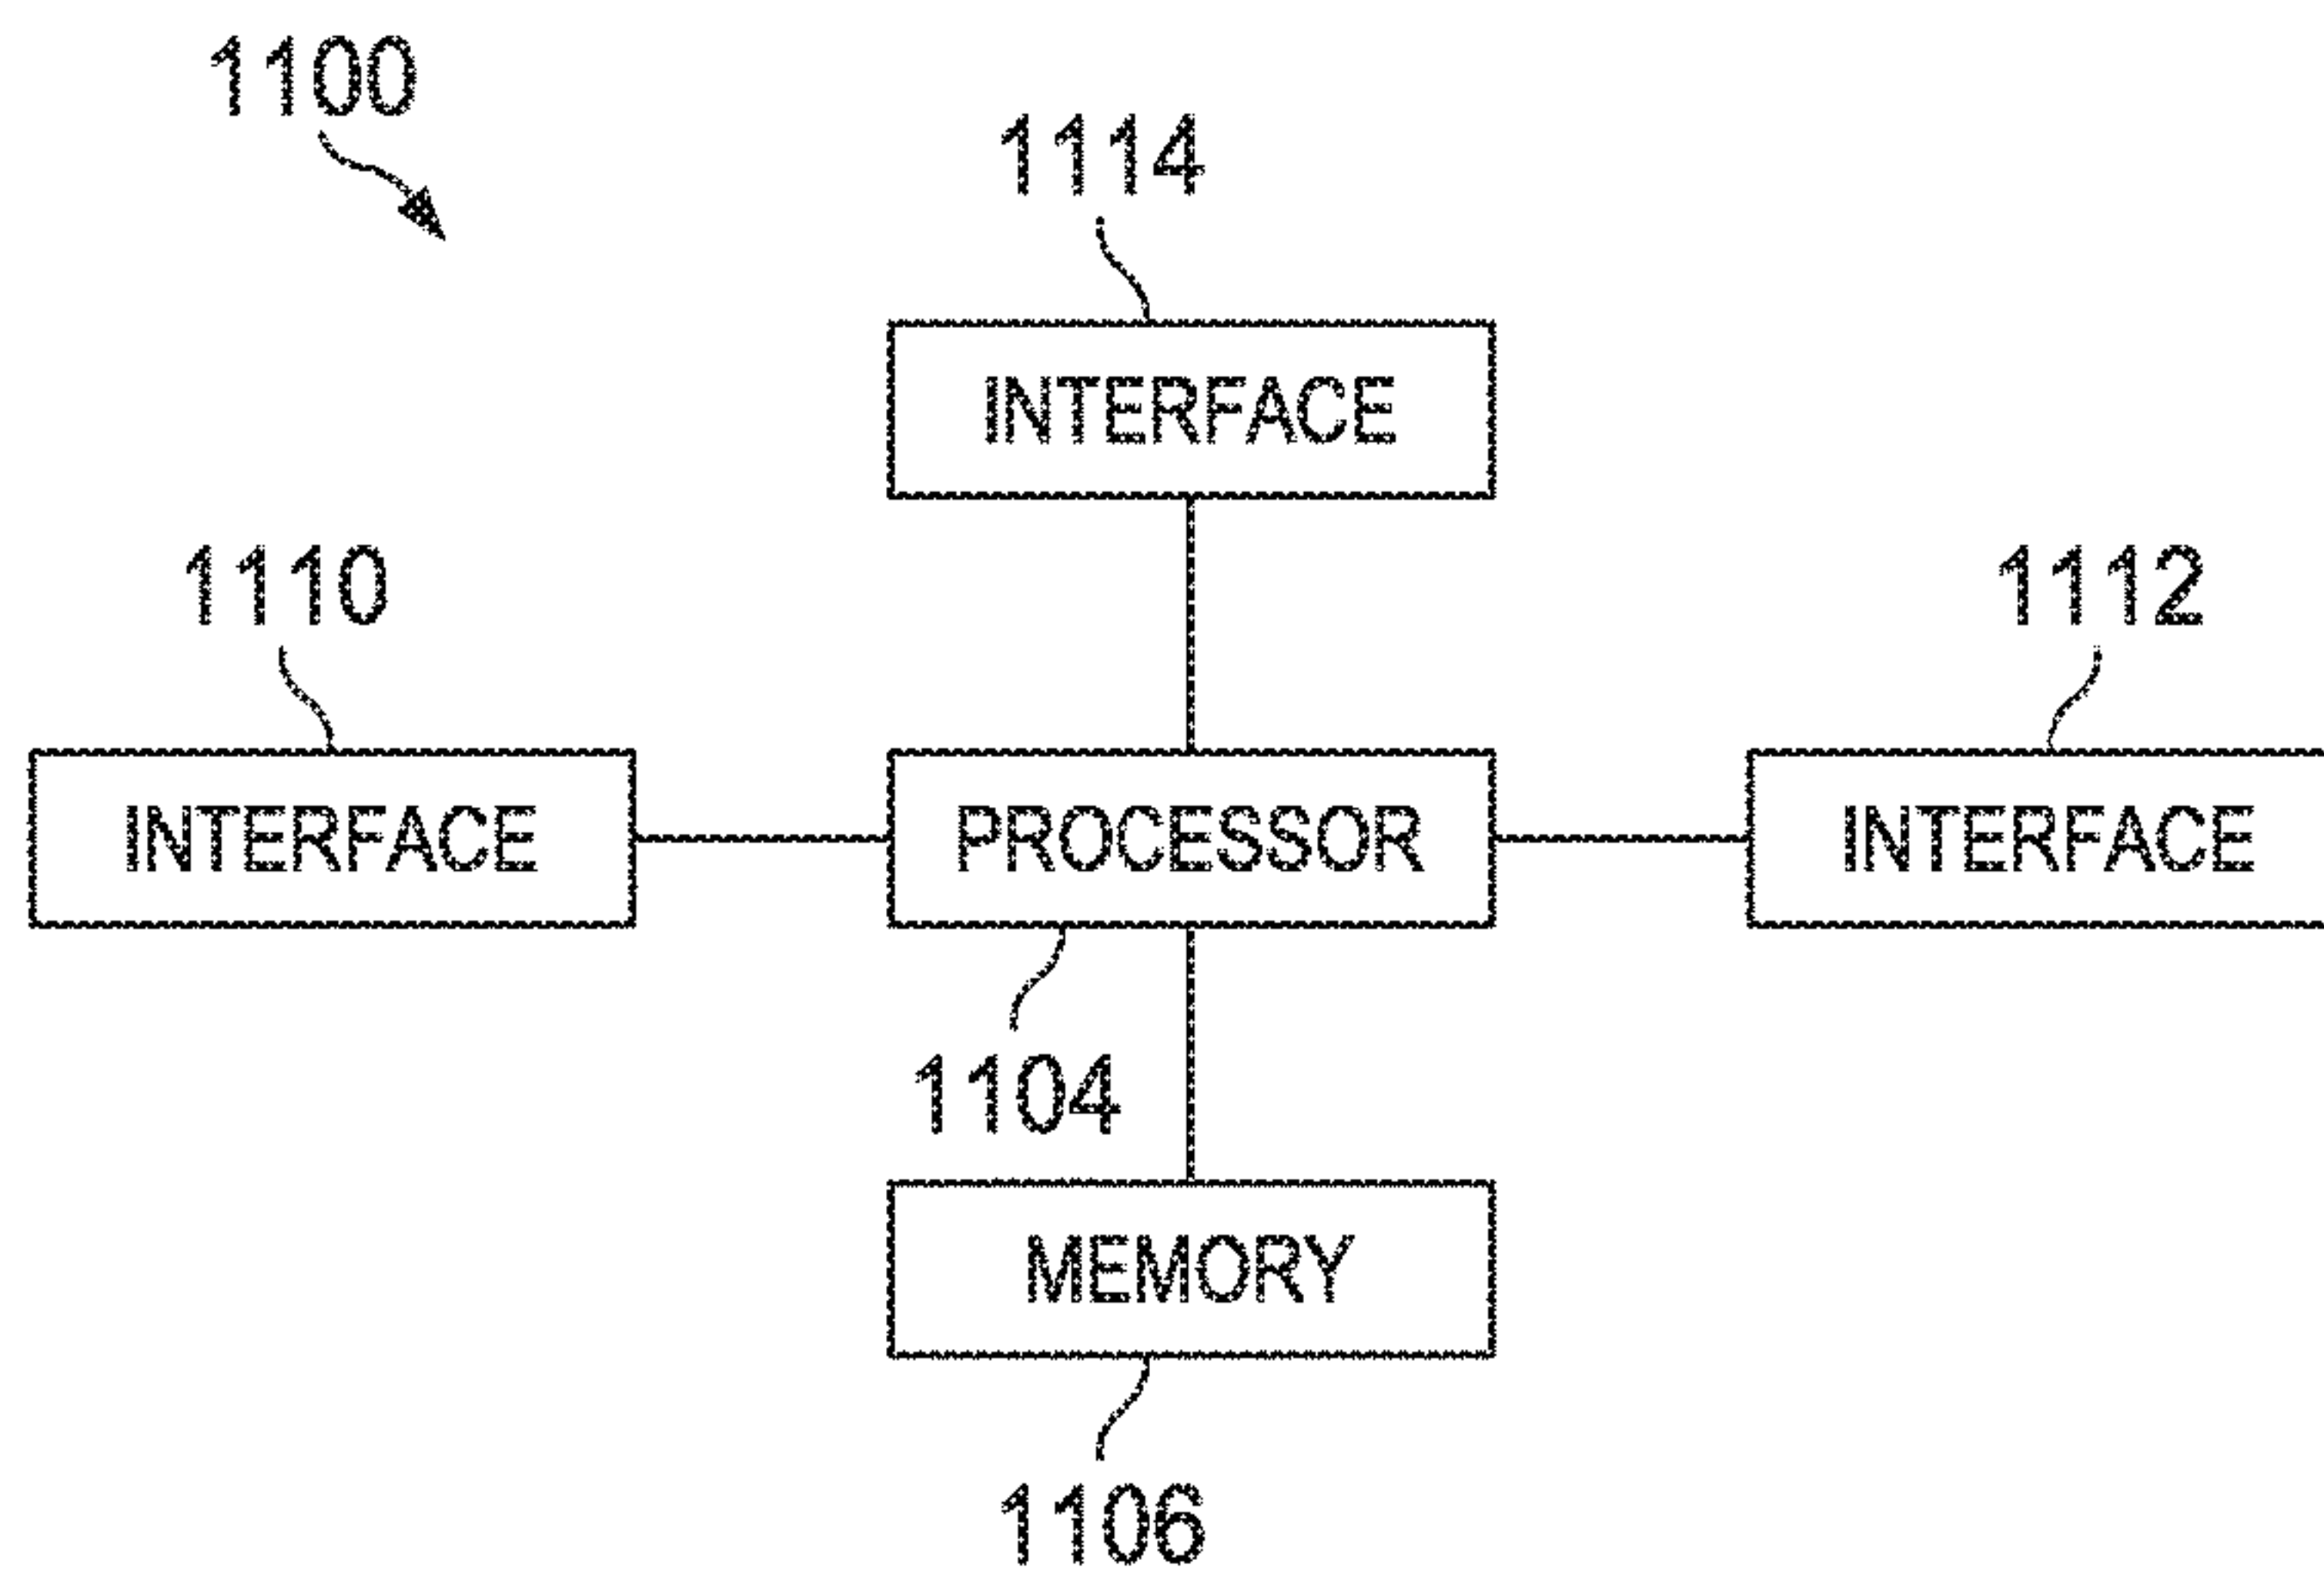 1100
1114
INTERFACE
1110
1112
INTERFACE
PROCESSOR
INTERFACE
1104
MEMORY
1106